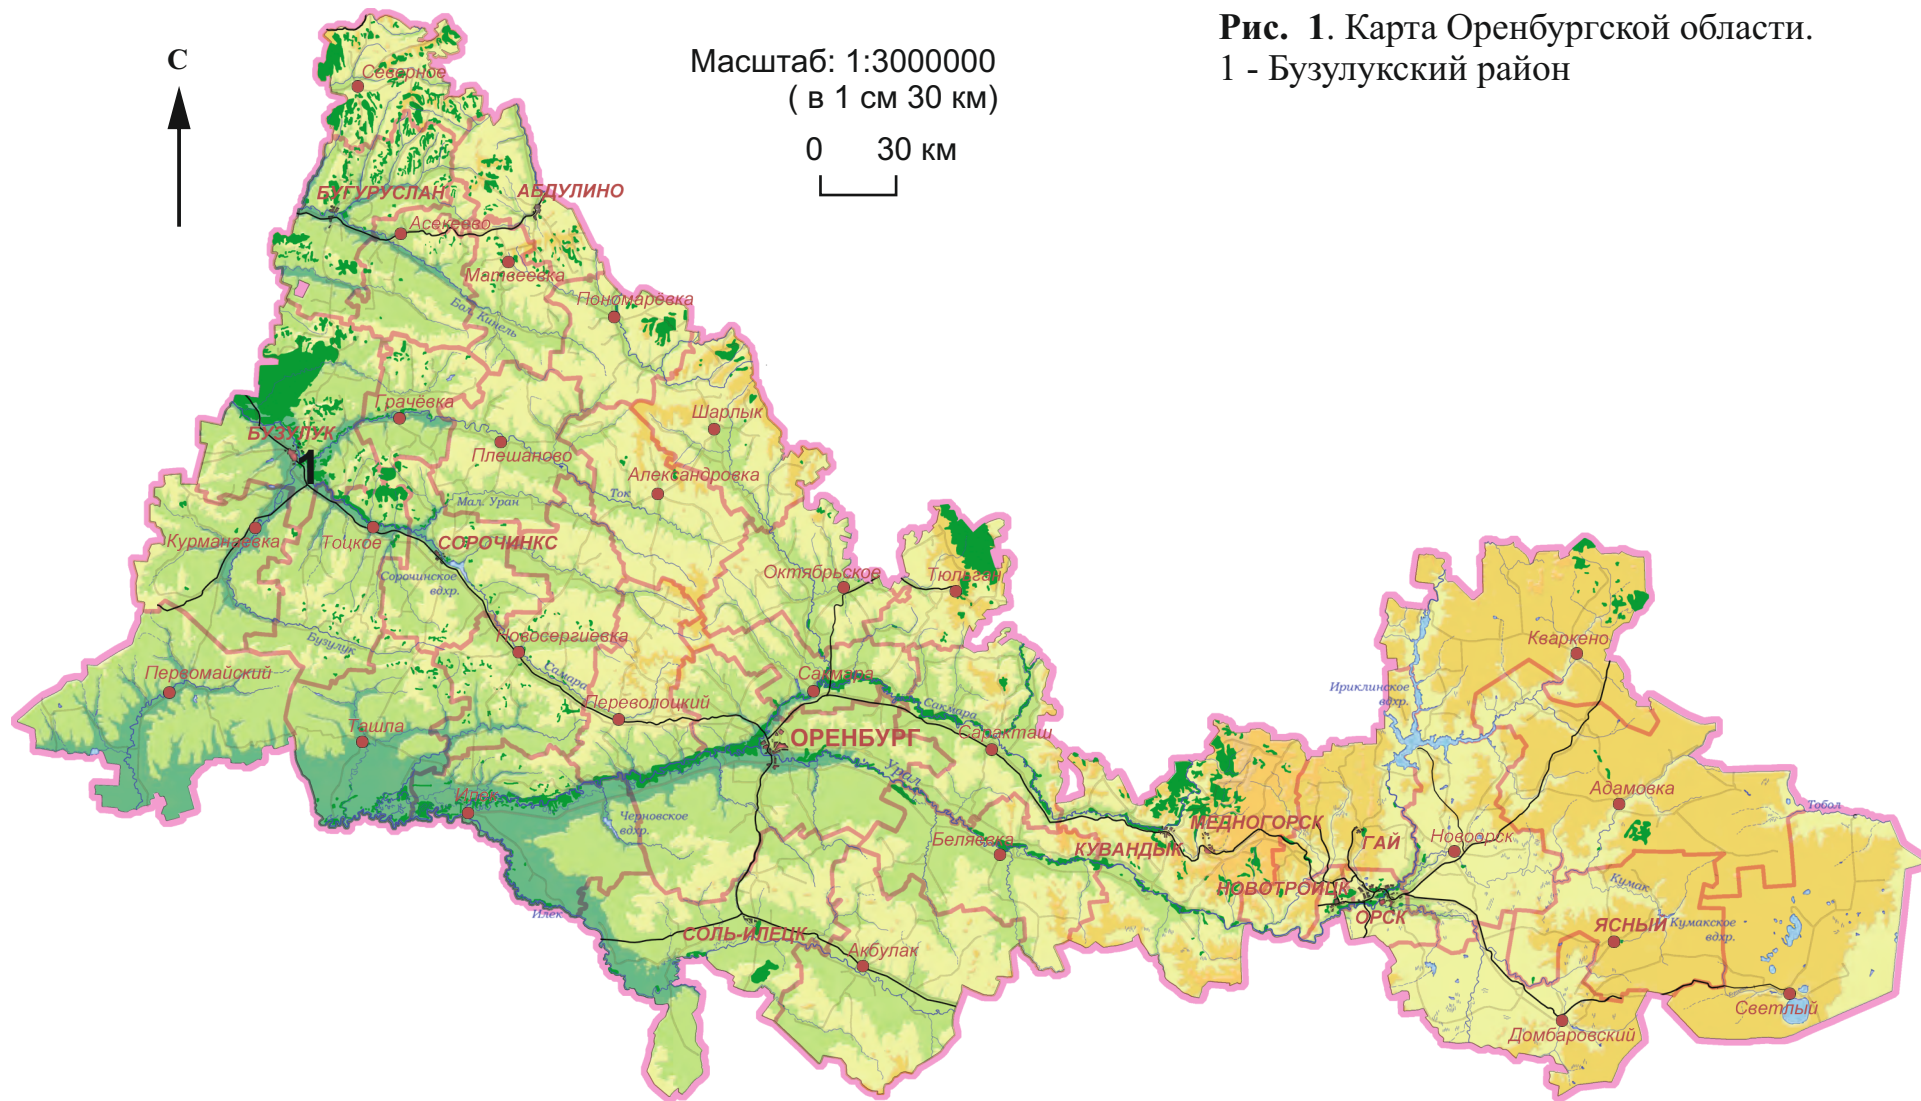 Рис. 1. Карта Оренбургской области.
1 - Бузулукский район
С
Масштаб: 1:3000000
( в 1 см 30 км)
0 30 км
Северное
БУГУРУСЛАН
АБДУЛИНО
Асекеево
Матвеевка
Пономарёвка
Бол. Кинель
Грачёвка
Шарлык
БУЗУЛУК
1
Плешаново
Александровка
Ток
Мал. Уран
Курманаевка
Тоцкое
СОРОЧИНКС
Сорочинское
вдхр.
Октябрьское
Тюльган
Бузулук
Новосергиевка
Кваркено
Первомайский
Самара
Сакмара
Ириклинское
вдхр.
Переволоцкий
Сакмара
Ташла
ОРЕНБУРГ
Саракташ
Урал
Илек
Адамовка
Тобол
Черновское
вдхр.
МЕДНОГОРСК
Беляевка
КУВАНДЫК
ГАЙ
Новоорск
НОВОТРОИЦК
Кумак
ОРСК
Илек
СОЛЬ-ИЛЕЦК
ЯСНЫЙ
Кумакское
вдхр.
Акбулак
Светлый
Домбаровский